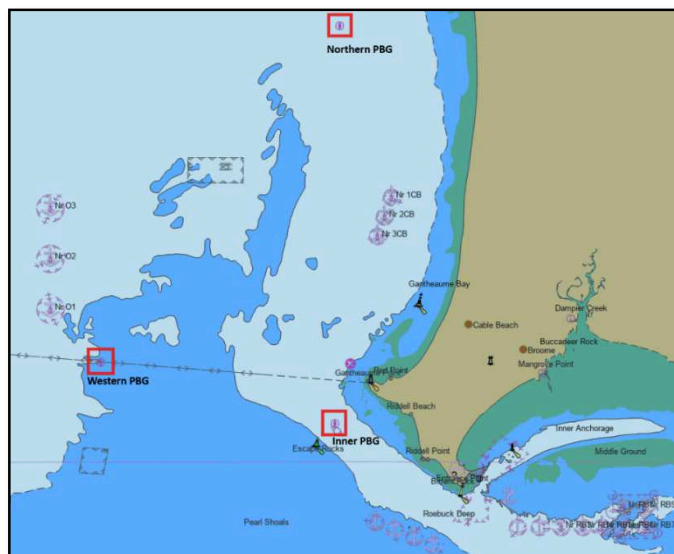 Northern PBG
Nr 1CB
Nr O3
Nr 2CB
Nr 3CB
Nr O2
Gantheaume Bay
Nr O1
Dampier Creek
Cable Beach
Buccaneer Rock
Broome
Mangrove Point
Western PBG
Riddell Beach
Inner PBG
Inner Anchorage
Escape Rocks
Riddell Point
Middle Ground
Entrance Point
Roebuck Deep
Pearl Shoals